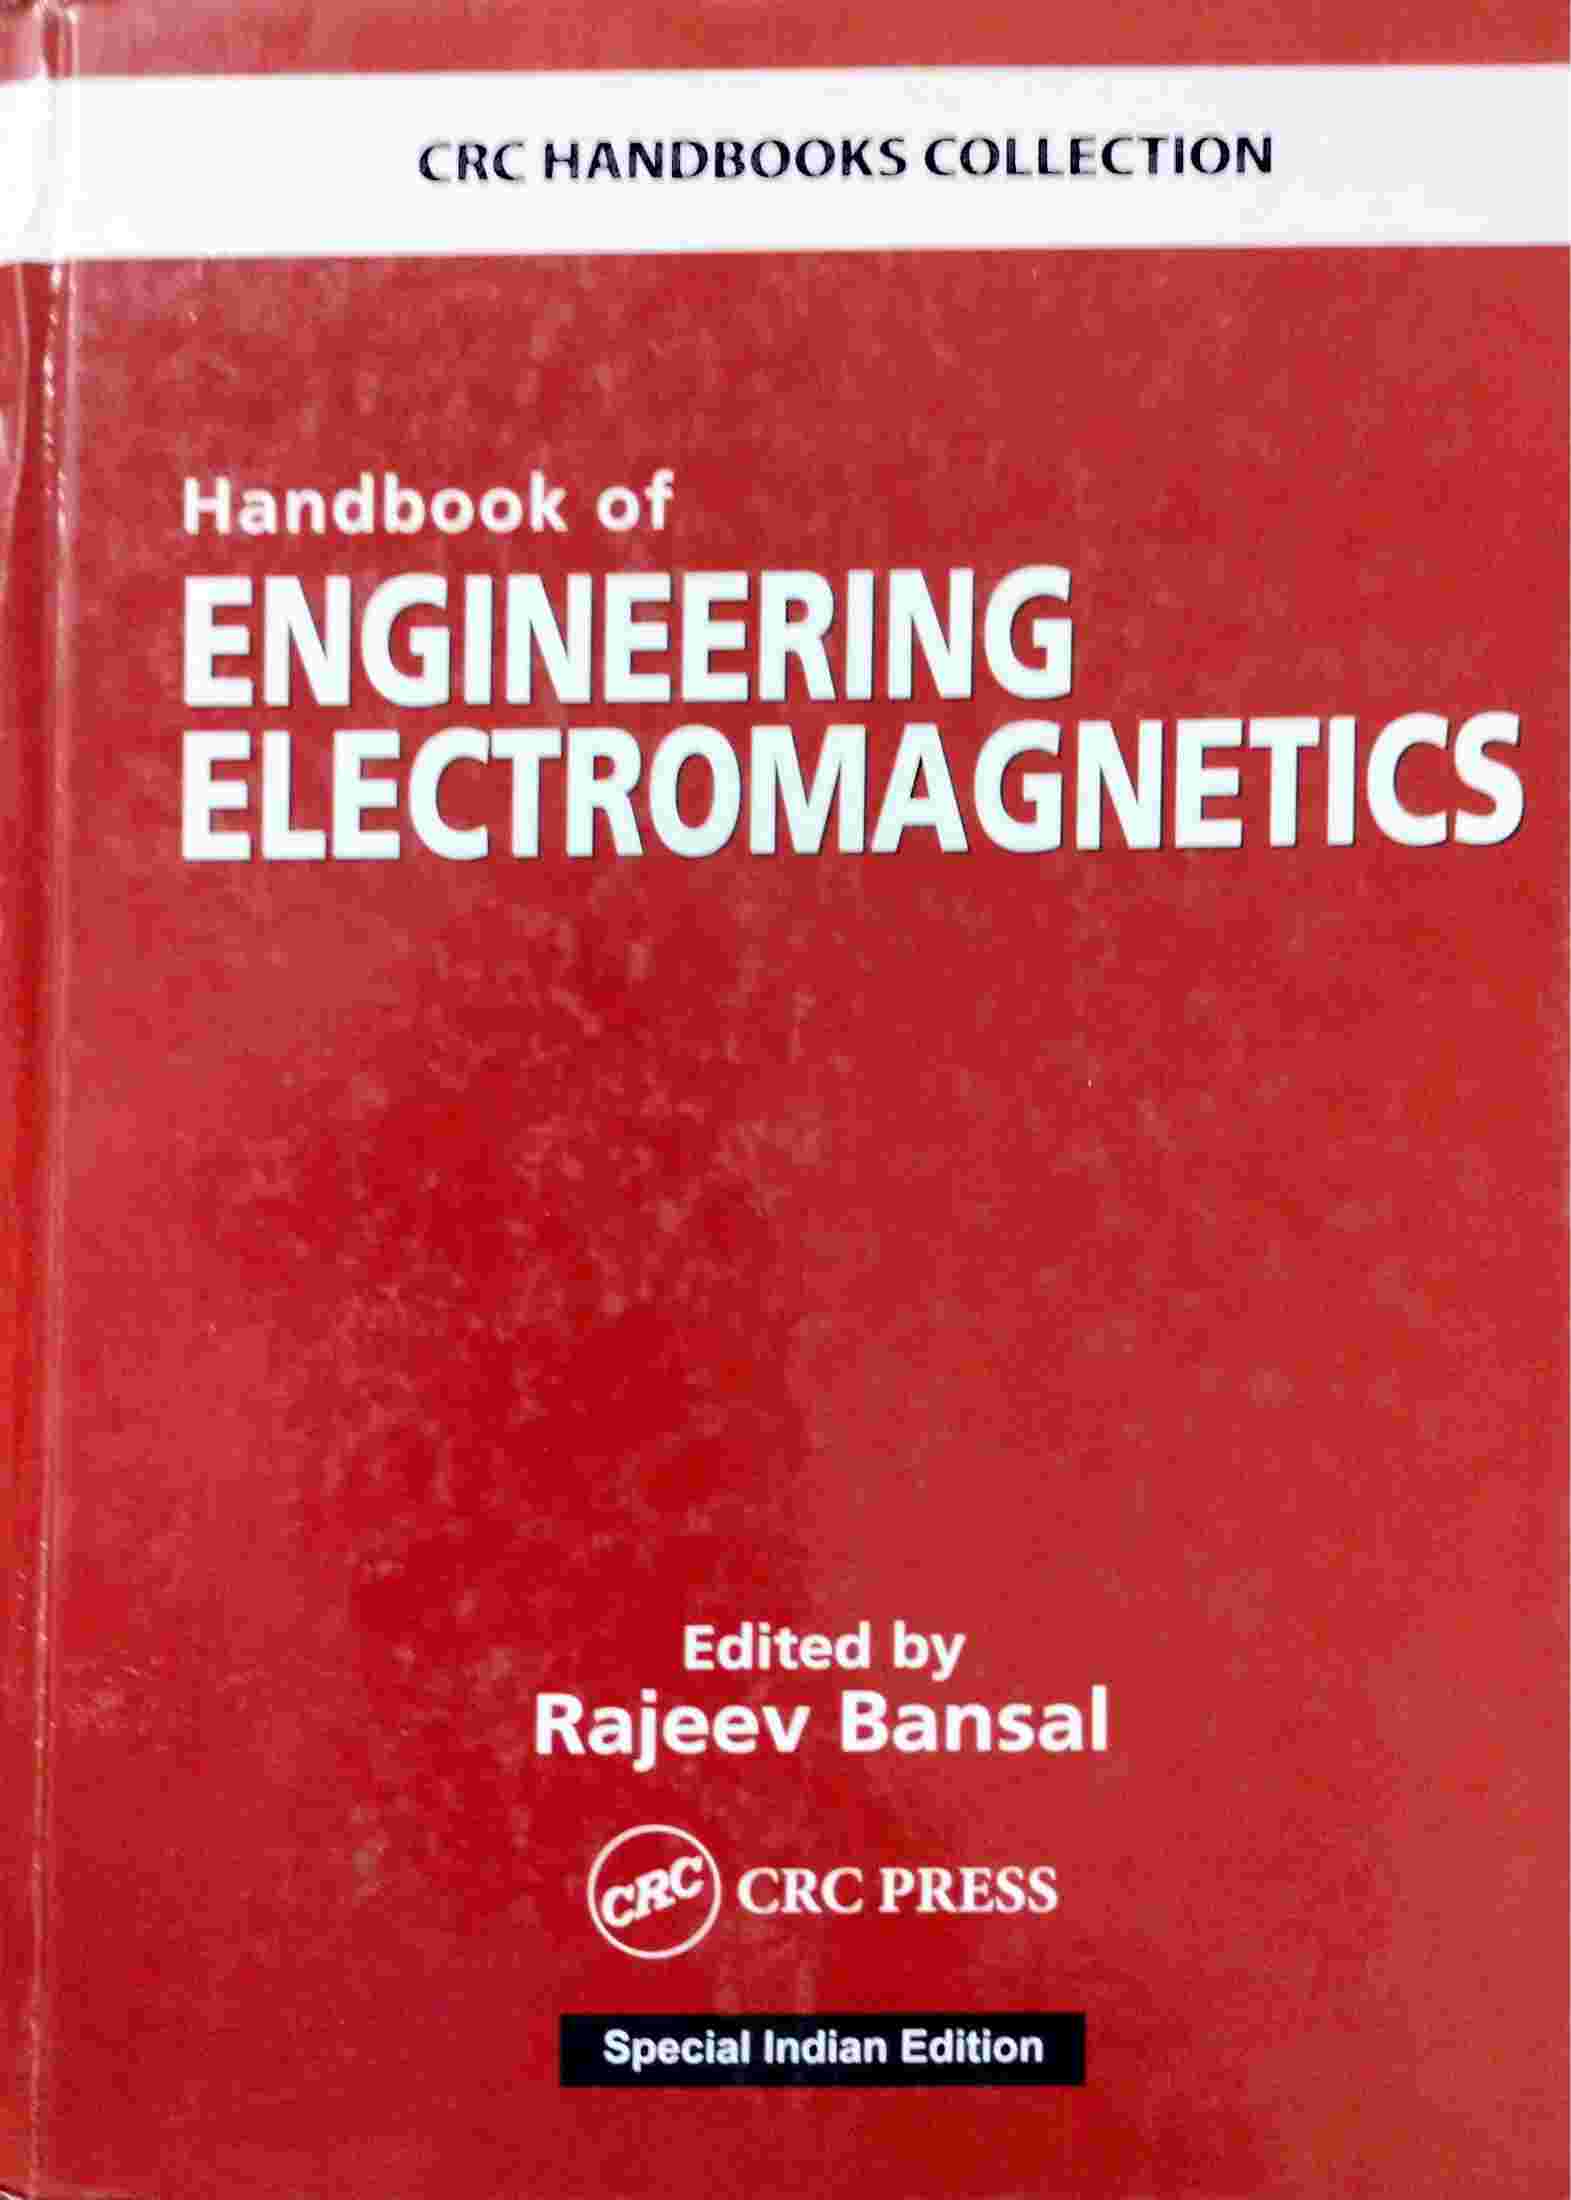 CRC HANDBOOKS COLLECTION
Handbook of
ENGINEERING
ELECTROMAGNETICS
Edited by
Rajeev Bansal
CRC CRC PRESS
Special Indian Edition